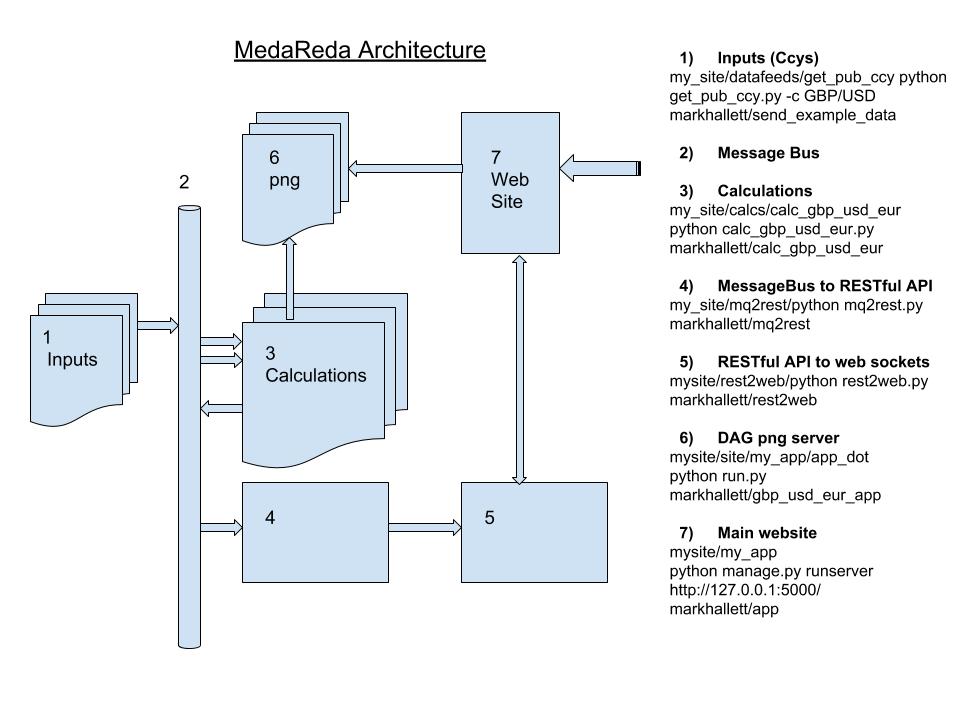 MedaReda Architecture
2
6
png
7
Web
Site
1
Inputs
3
Calculations
4
5
1) Inputs (Ccys)
my_site/datafeeds/get_pub_ccy python
get_pub_ccy.py -c GBP/USD
markhallett/send_example_data
2) Message Bus
3) Calculations
my_site/calcs/calc_gbp_usd_eur
python calc_gbp_usd_eur.py
markhallett/calc_gbp_usd_eur
4) MessageBus to RESTful API
my_site/mq2rest/python mq2rest.py
markhallett/mq2rest
5) RESTful API to web sockets
mysite/rest2web/python rest2web.py
markhallett/rest2web
6) DAG png server
mysite/site/my_app/app_dot
python run.py
markhallett/gbp_usd_eur_app
7) Main website
mysite/my_app
python manage.py runserver
http://127.0.0.1:5000/
markhallett/app